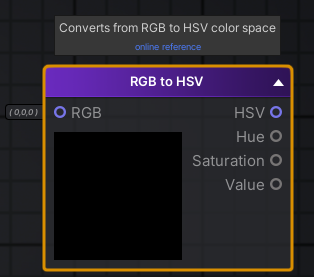 Converts from RGB to HSV color space
online reference
RGB to HSV
(0,0,0)
RGB
HSV
Hue
Saturation
Value